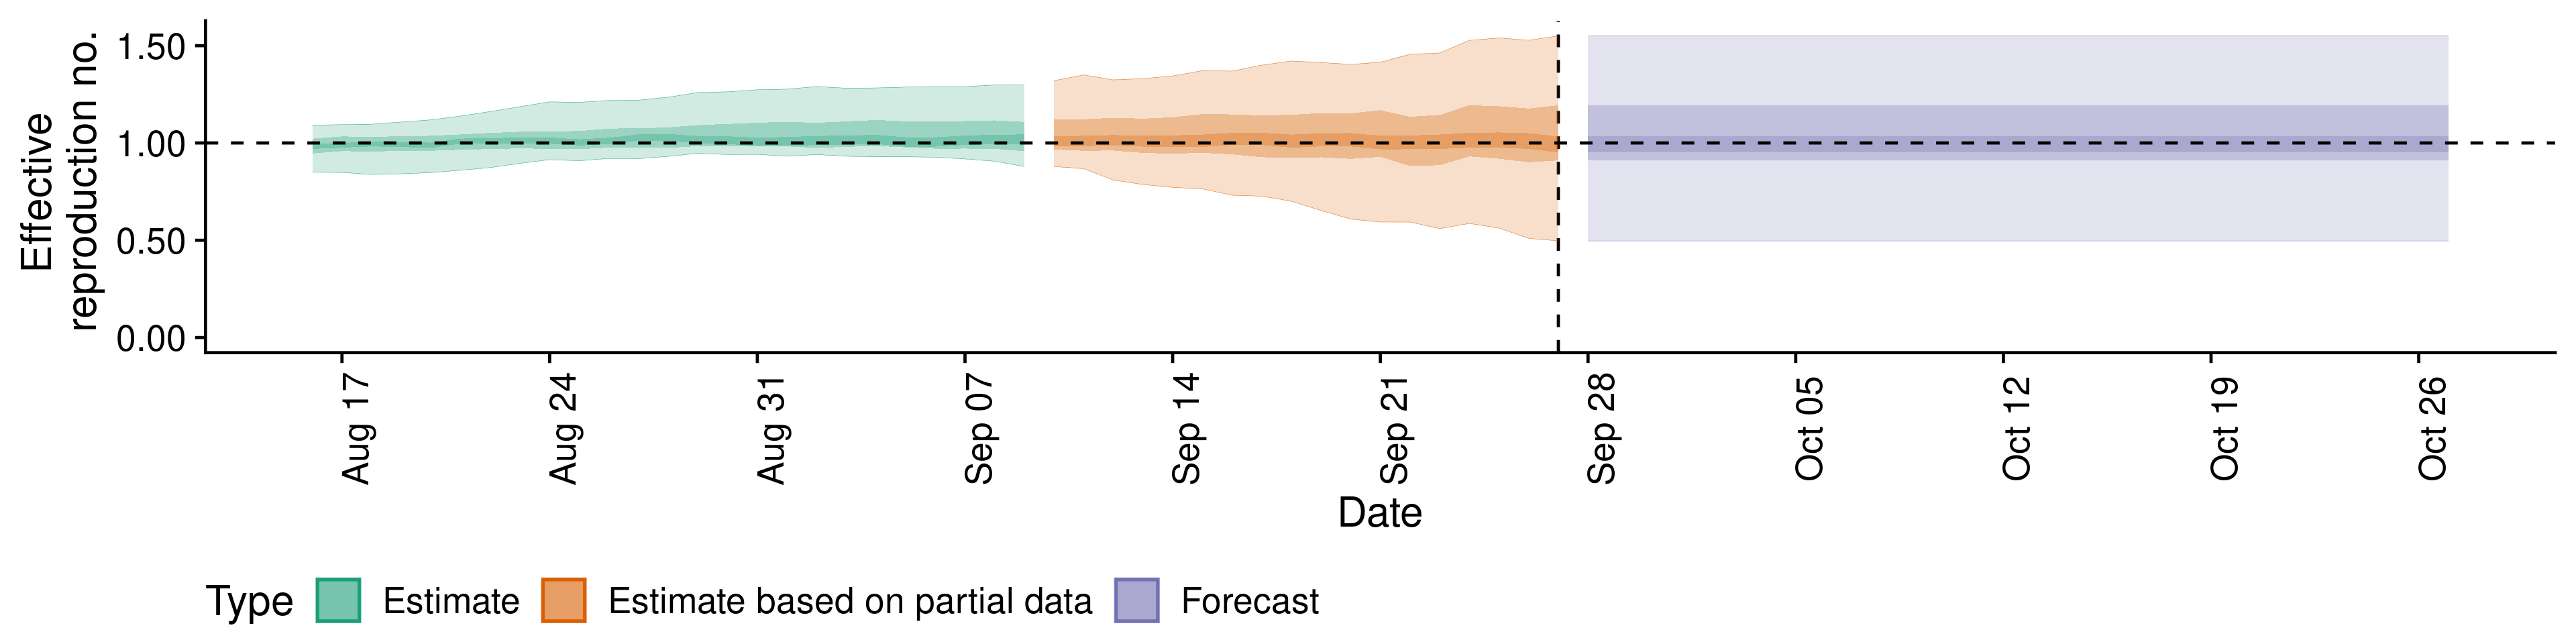 Effective
reproduction no.
1.50
1.00
0.50
0.00
Aug 17
Aug 24
Aug 31
Sep 07
Sep 14
Sep 21
Sep 28
Oct 05
Oct 12
Oct 19
Oct 26
Date
Type Estimate Estimate based on partial data Forecast